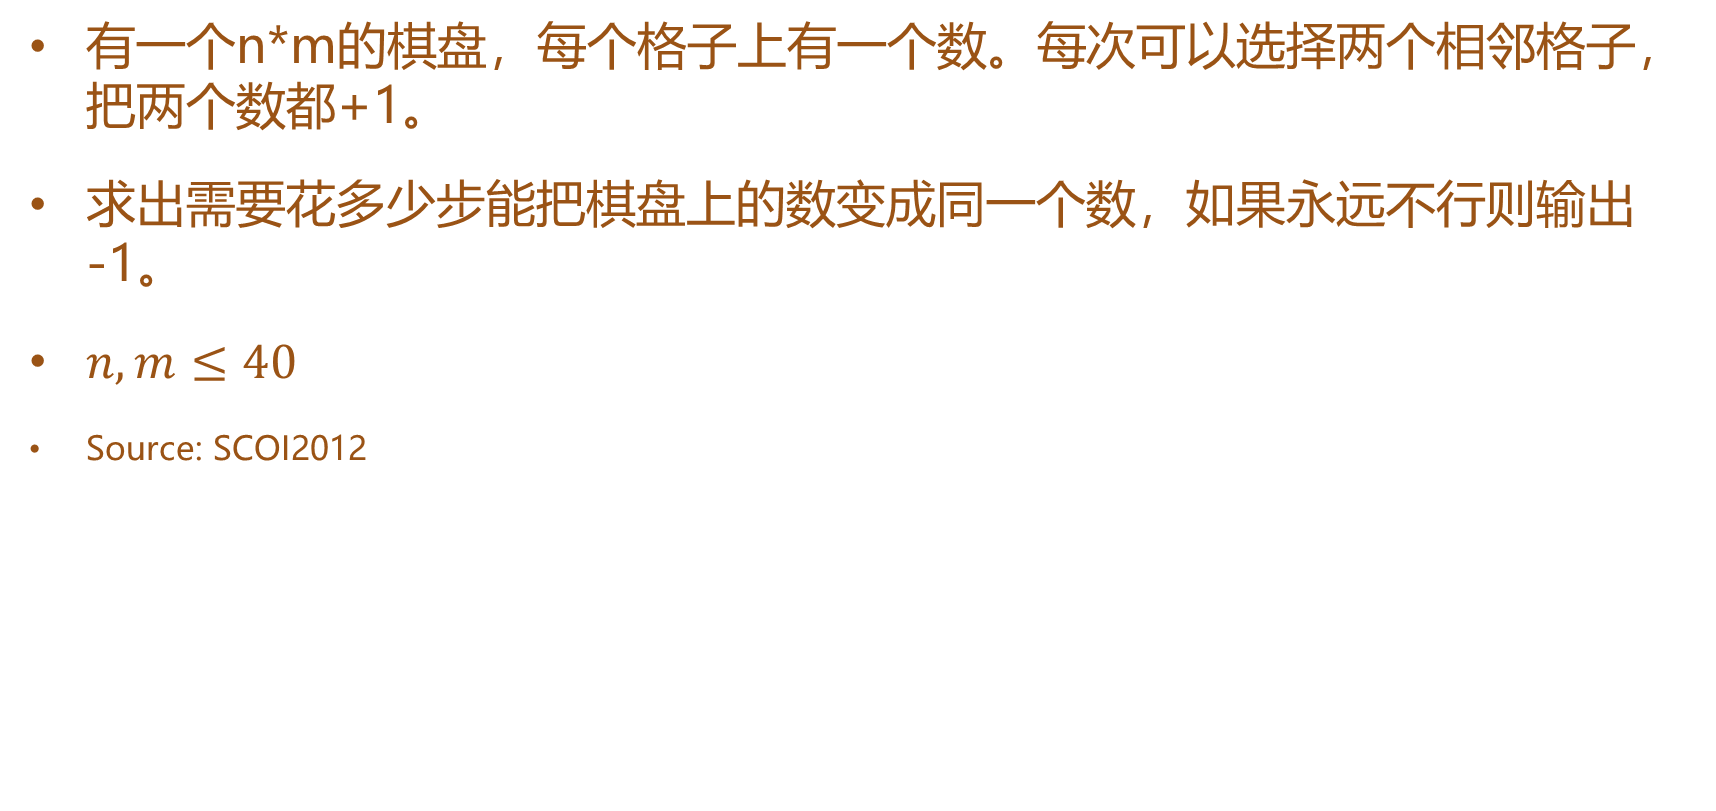 • 有一个n*m的棋盘，每个格子上有一个数。每次可以选择两个相邻格子，
把两个数都+1。
• 求出需要花多少步能把棋盘上的数变成同一个数，如果永远不行则输出
-1。
• n, m ≤ 40
• Source: SCOI2012